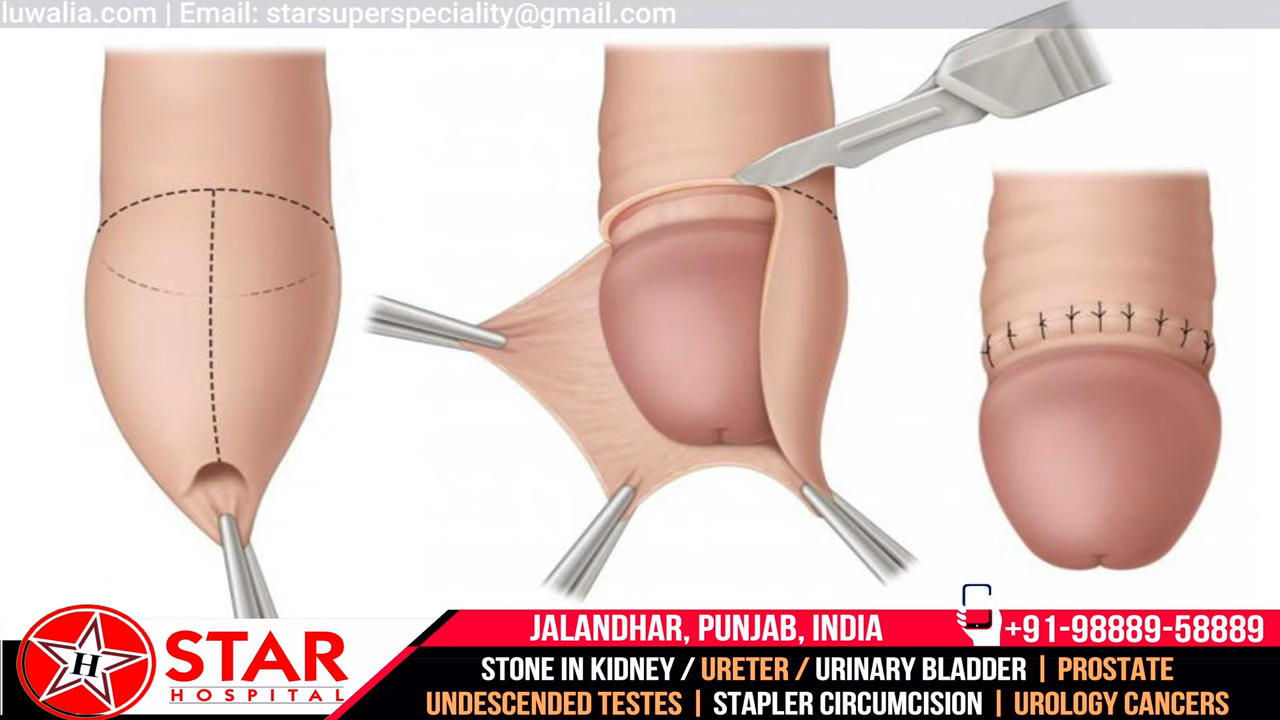 luwalia.com | Email: starsuperspeciality@gmail.com
H
STAR
HOSPITAL
JALANDHAR, PUNJAB, INDIA
+91-98889-58889
STONE IN KIDNEY / URETER / URINARY BLADDER | PROSTATE
UNDESCENDED TESTES | STAPLER CIRCUMCISION | UROLOGY CANCERS